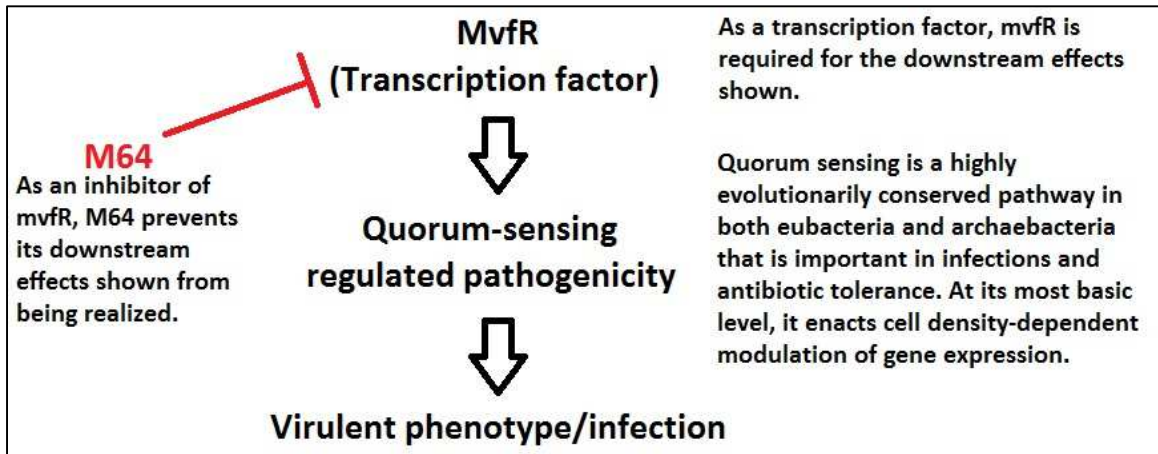 MvfR
(Transcription factor)
As a transcription factor, mvfR is
required for the downstream effects
shown.
M64
As an inhibitor of
mvfR, M64 prevents
its downstream
effects shown from
being realized.
Quorum-sensing
regulated pathogenicity
Quorum sensing is a highly
evolutionarily conserved pathway in
both eubacteria and archaebacteria
that is important in infections and
antibiotic tolerance. At its most basic
level, it enacts cell density-dependent
modulation of gene expression.
Virulent phenotype/infection